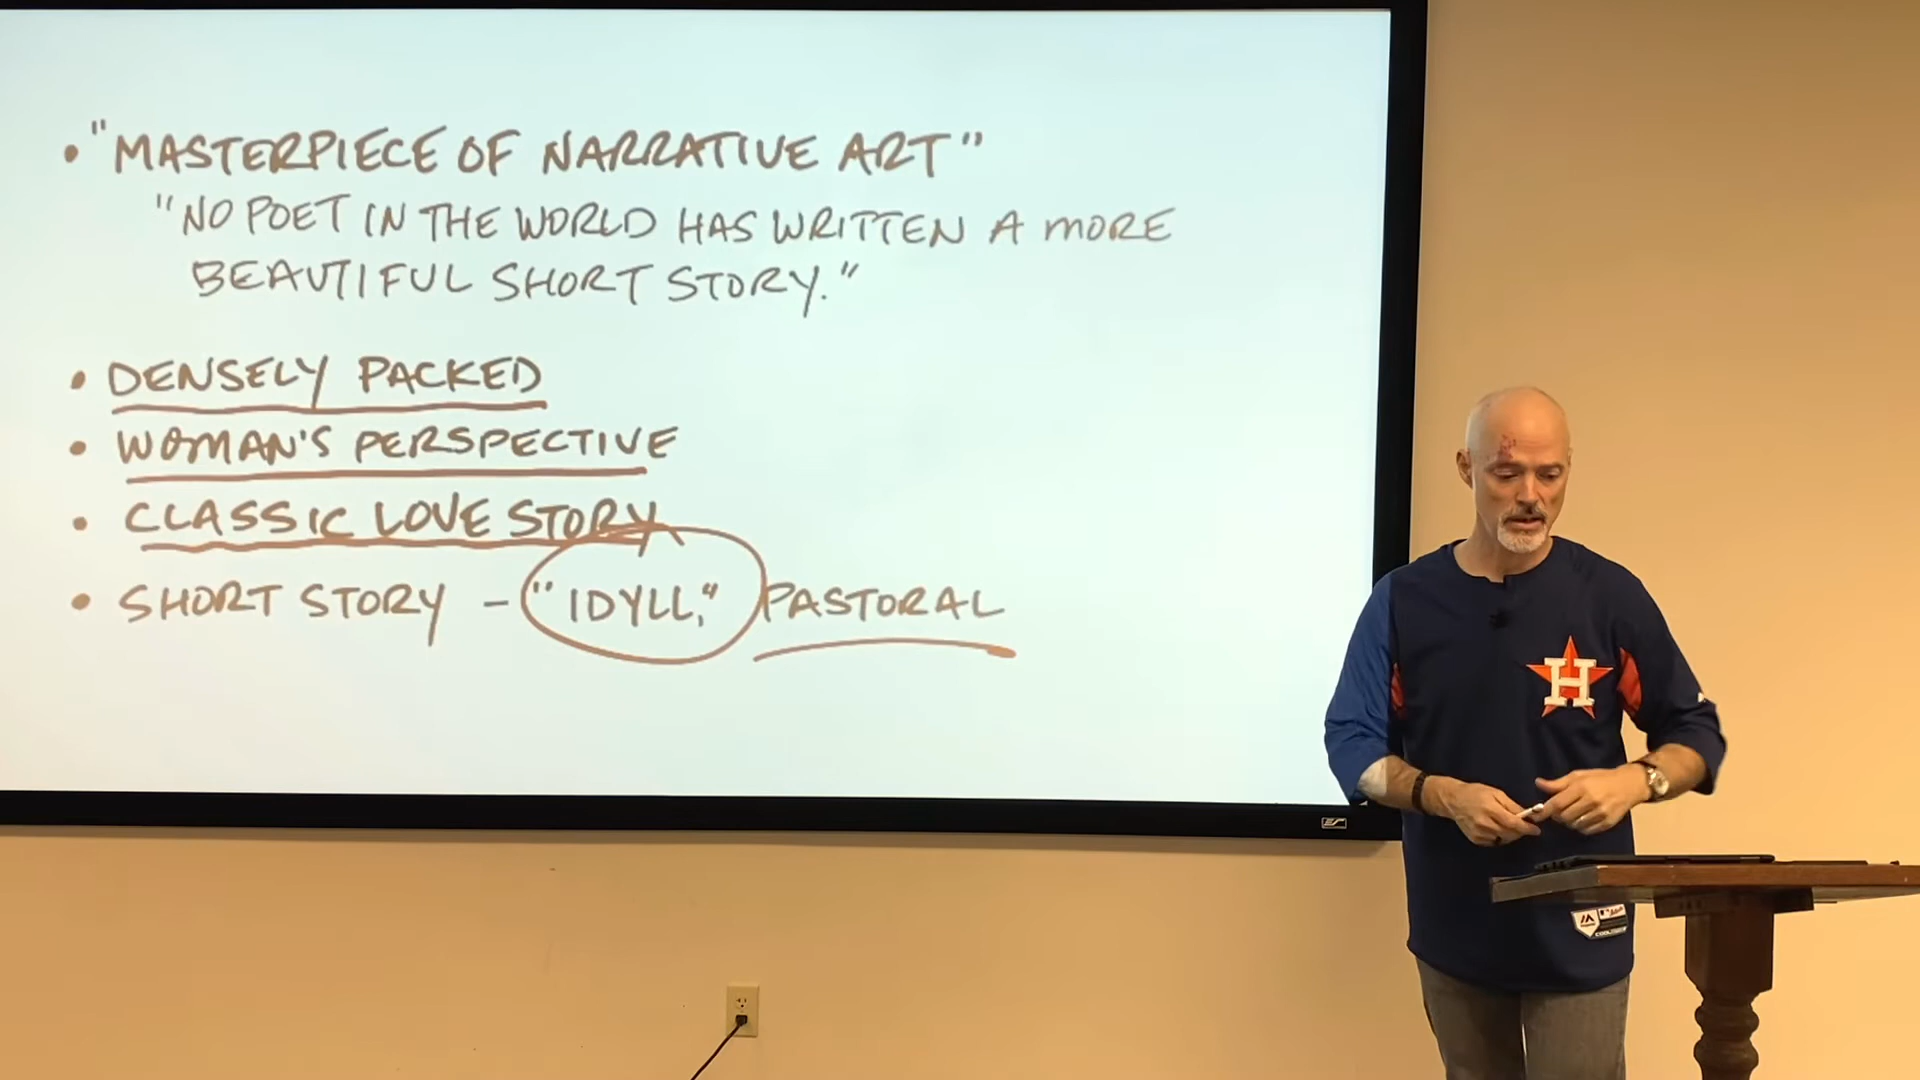 • "MASTERPIECE OF NARRATIVE ART"
"NO POET IN THE WORLD HAS WRITTEN A MORE
BEAUTIFUL SHORT STORY."
• DENSELY PACKED
• WOMAN'S PERSPECTIVE
• CLASSIC LOVE STORY
• SHORT STORY – "IDYLL," PASTORAL
H